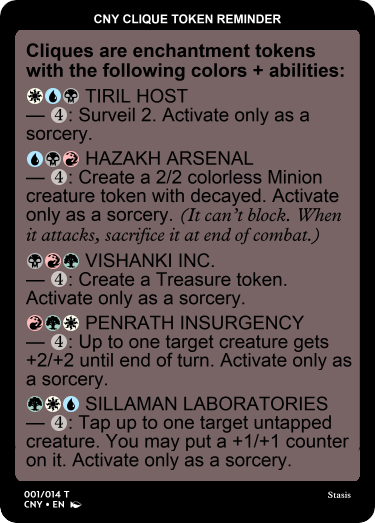 CNY CLIQUE TOKEN REMINDER
Cliques are enchantment tokens
with the following colors + abilities:
TIRIL HOST
— 4: Surveil 2. Activate only as a
sorcery.
HAZAKH ARSENAL
— 4: Create a 2/2 colorless Minion
creature token with decayed. Activate
only as a sorcery. (It can't block. When
it attacks, sacrifice it at end of combat.)
VISHANKI INC.
— 4: Create a Treasure token.
Activate only as a sorcery.
PENRATH INSURGENCY
— 4: Up to one target creature gets
+2/+2 until end of turn. Activate only as
a sorcery.
SILLAMAN LABORATORIES
— 4: Tap up to one target untapped
creature. You may put a +1/+1 counter
on it. Activate only as a sorcery.
001/014 T
CNY • EN Stasis